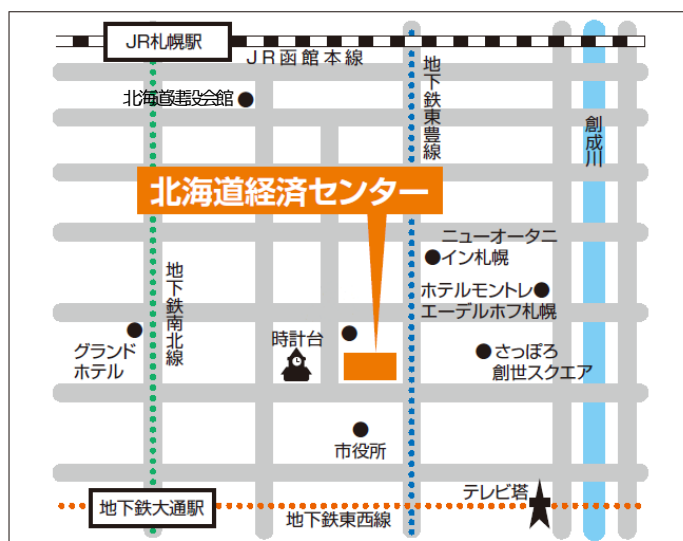 JR札幌駅
JR函館本線
北海道建設会館
地下鉄東豊線
創成川
北海道経済センター
ニューオータニ
イン札幌
地下鉄南北線
ホテルモントレ
エーデルホフ札幌
グランド
ホテル
時計台
さっぽろ
創世スクエア
市役所
テレビ塔
地下鉄大通駅
地下鉄東西線